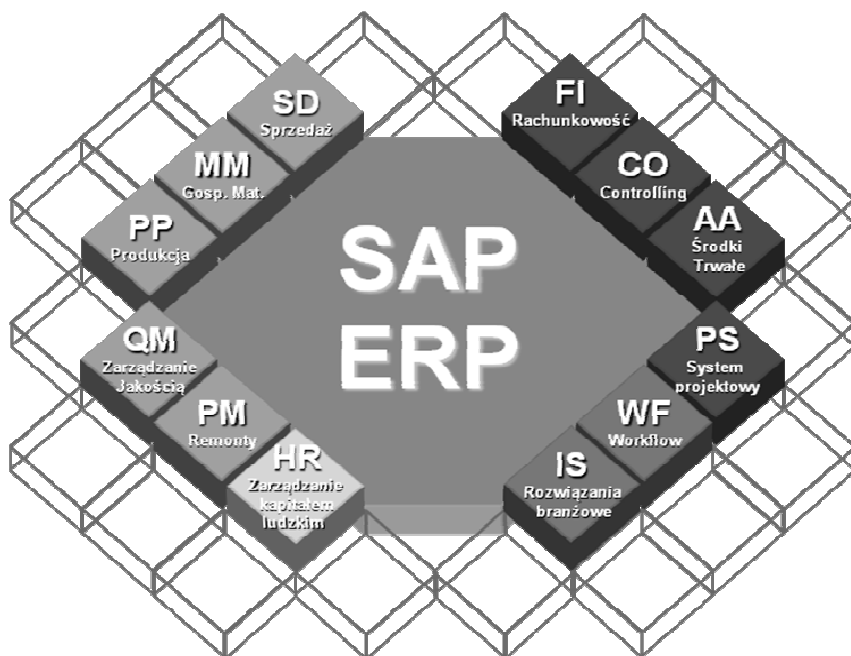 SD
Sprzedaż
MM
Gosp. Mat.
PP
Produkcja
QM
Zarządzanie
Jakością
PM
Remonty
HR
Zarządzanie
kapitałem
ludzkim
SAP
ERP
FI
Rachunkowość
CO
Controlling
AA
Środki
Trwałe
PS
System
projektowy
WF
Workflow
IS
Rozwiązania
branżowe